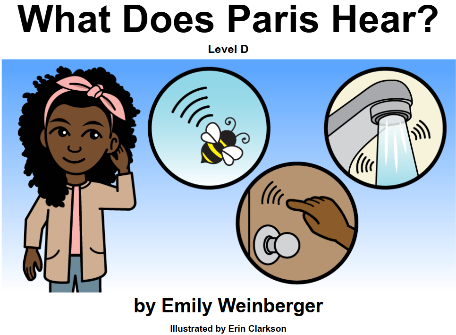 What Does Paris Hear?
Level D
by Emily Weinberger
Illustrated by Erin Clarkson